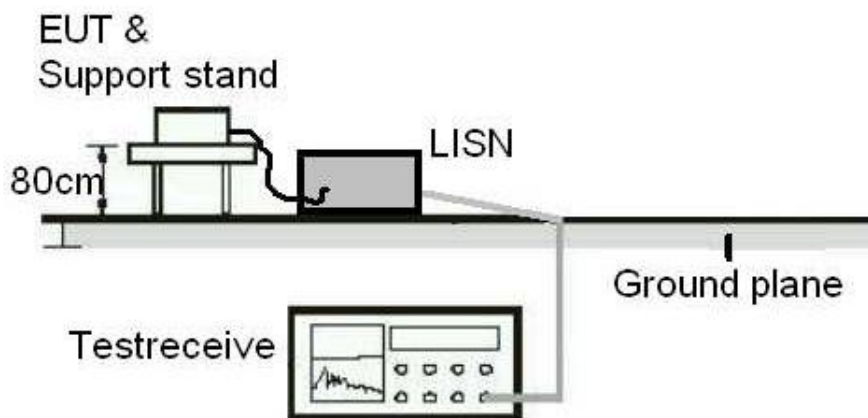 EUT &
Support stand
LISN
80cm
Ground plane
Testreceive